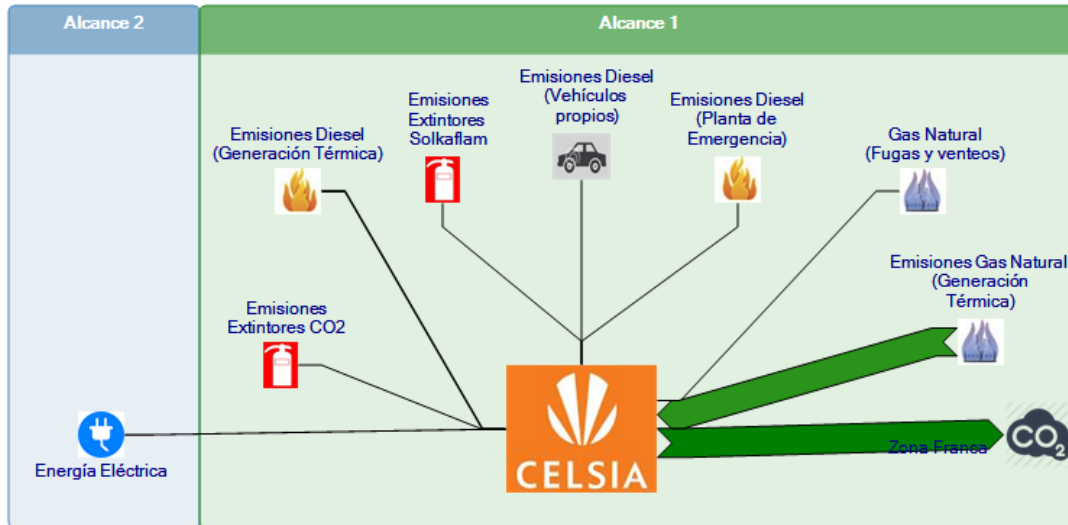 Alcance 2
Alcance 1
Emisiones Diesel
(Vehículos
propios)
Emisiones
Extintores
Solkaflam
Emisiones Diesel
(Planta de
Emergencia)
Emisiones Diesel
(Generación Térmica)
Gas Natural
(Fugas y venteos)
Emisiones Gas Natural
(Generación
Térmica)
Emisiones
Extintores CO2
CELSIA
Zona Franca
CO2
Energía Eléctrica